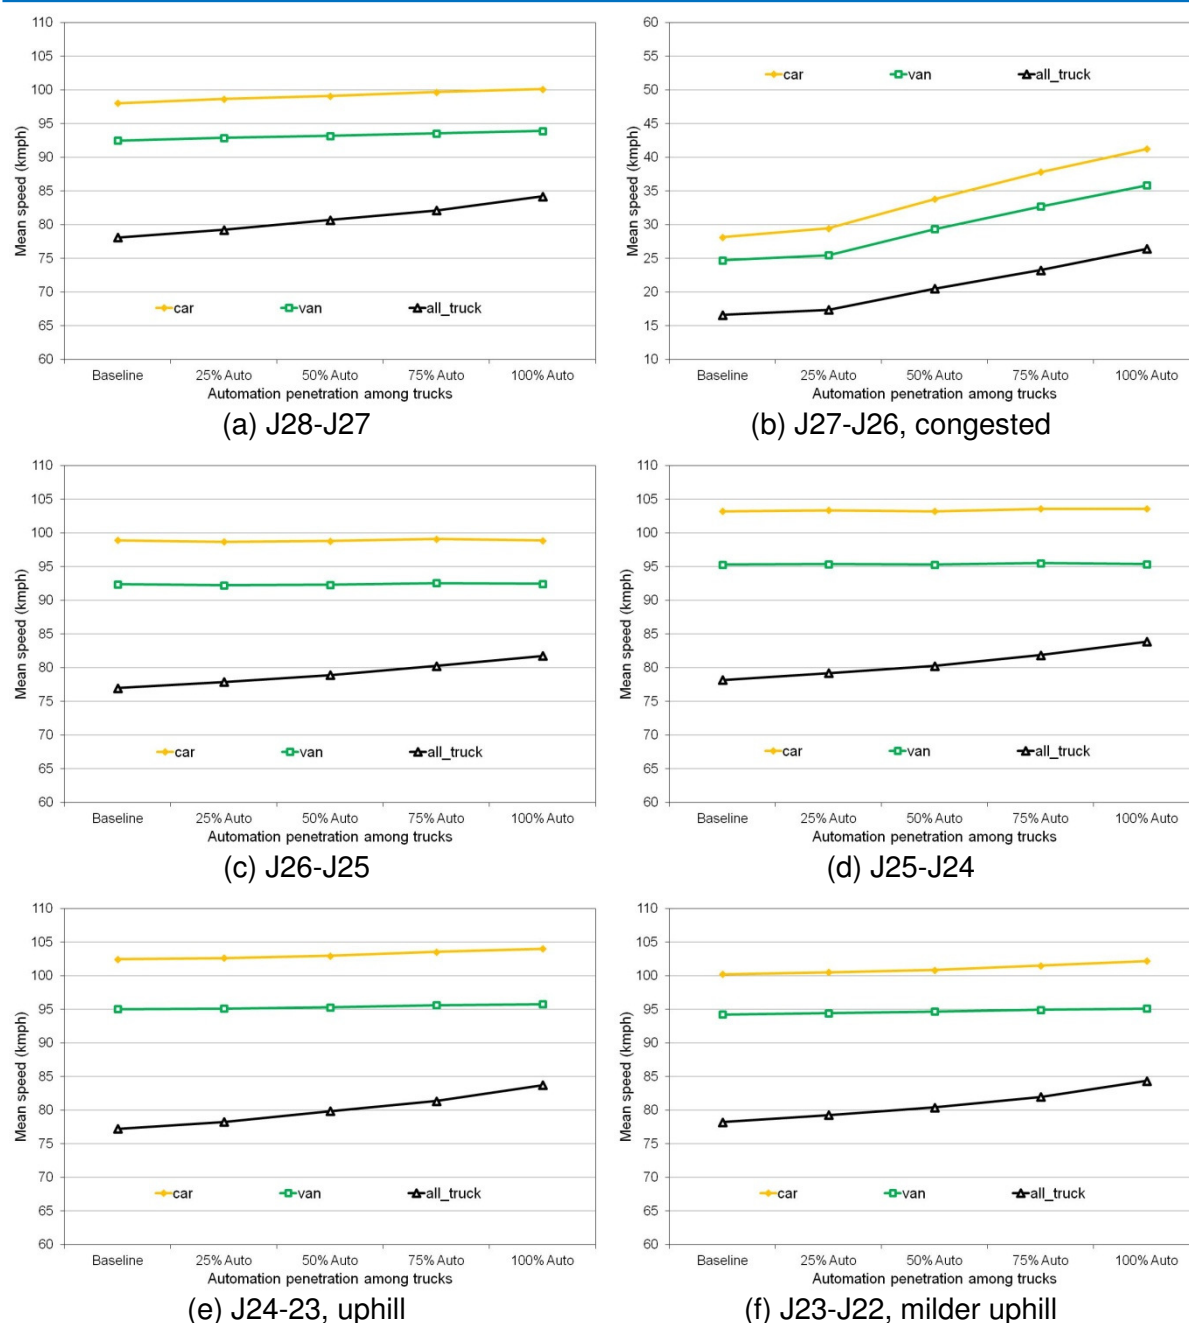 110
105
100
95
90
85
80
75
70
65
60
Mean speed (kmph)
car van all_truck
Baseline 25% Auto 50% Auto 75% Auto 100% Auto
Automation penetration among trucks
(a) J28-J27
60
55
50
45
40
35
30
25
20
15
10
Mean speed (kmph)
car van all_truck
Baseline 25% Auto 50% Auto 75% Auto 100% Auto
Automation penetration among trucks
(b) J27-J26, congested
110
105
100
95
90
85
80
75
70
65
60
Mean speed (kmph)
car van all_truck
Baseline 25% Auto 50% Auto 75% Auto 100% Auto
Automation penetration among trucks
(c) J26-J25
110
105
100
95
90
85
80
75
70
65
60
Mean speed (kmph)
car van all_truck
Baseline 25% Auto 50% Auto 75% Auto 100% Auto
Automation penetration among trucks
(d) J25-J24
110
105
100
95
90
85
80
75
70
65
60
Mean speed (kmph)
car van all_truck
Baseline 25% Auto 50% Auto 75% Auto 100% Auto
Automation penetration among trucks
(e) J24-23, uphill
110
105
100
95
90
85
80
75
70
65
60
Mean speed (kmph)
car van all_truck
Baseline 25% Auto 50% Auto 75% Auto 100% Auto
Automation penetration among trucks
(f) J23-J22, milder uphill